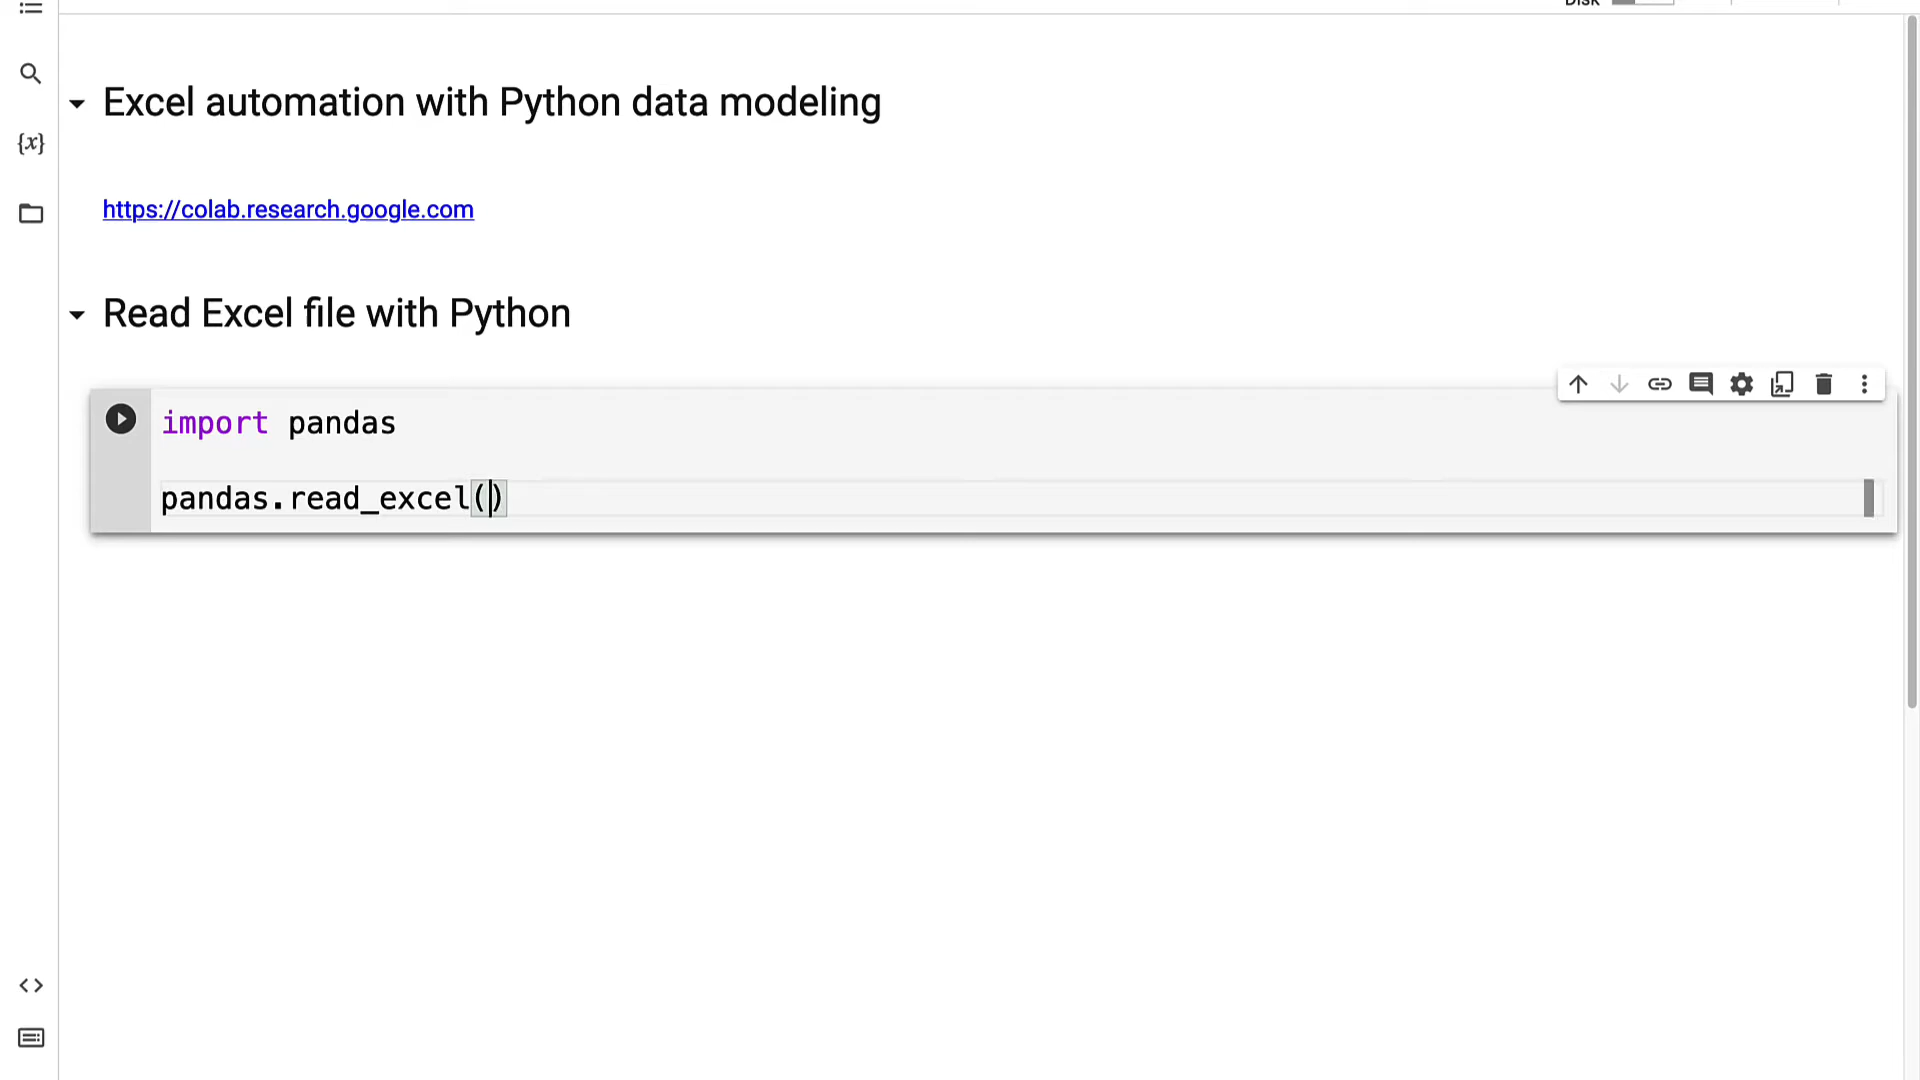 Disk
Excel automation with Python data modeling
{x}
https://colab.research.google.com
Read Excel file with Python
import pandas
pandas.read_excel()